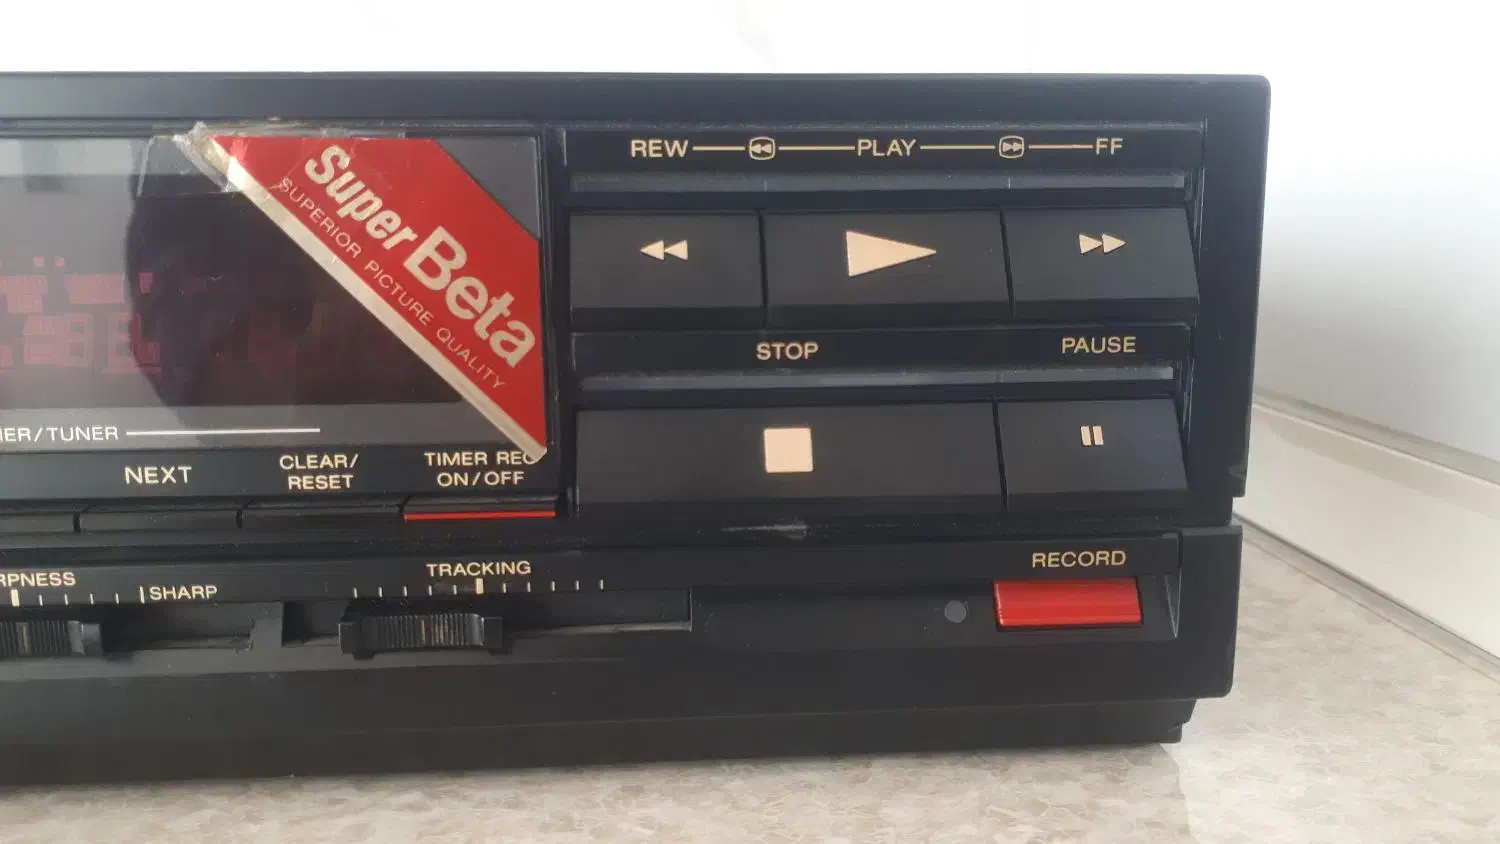 REW PLAY FF
Super Beta
SUPERIOR PICTURE QUALITY
STOP PAUSE
/TUNER
NEXT
CLEAR/
RESET
TIMER REC
ON/OFF
SHARP
TRACKING
RECORD